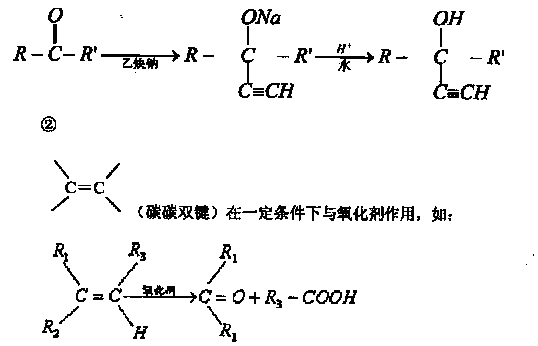 O ONa OH
R－C－R' 乙炔钠 R－ C －R' H⁺ 水 R－ C －R'
C≡CH C≡CH
②
C=C （碳碳双键）在一定条件下与氧化剂作用，如：
R₁ R₃ R₁
C = C 氧化剂 C = O + R₃－COOH
R₂ H R₁